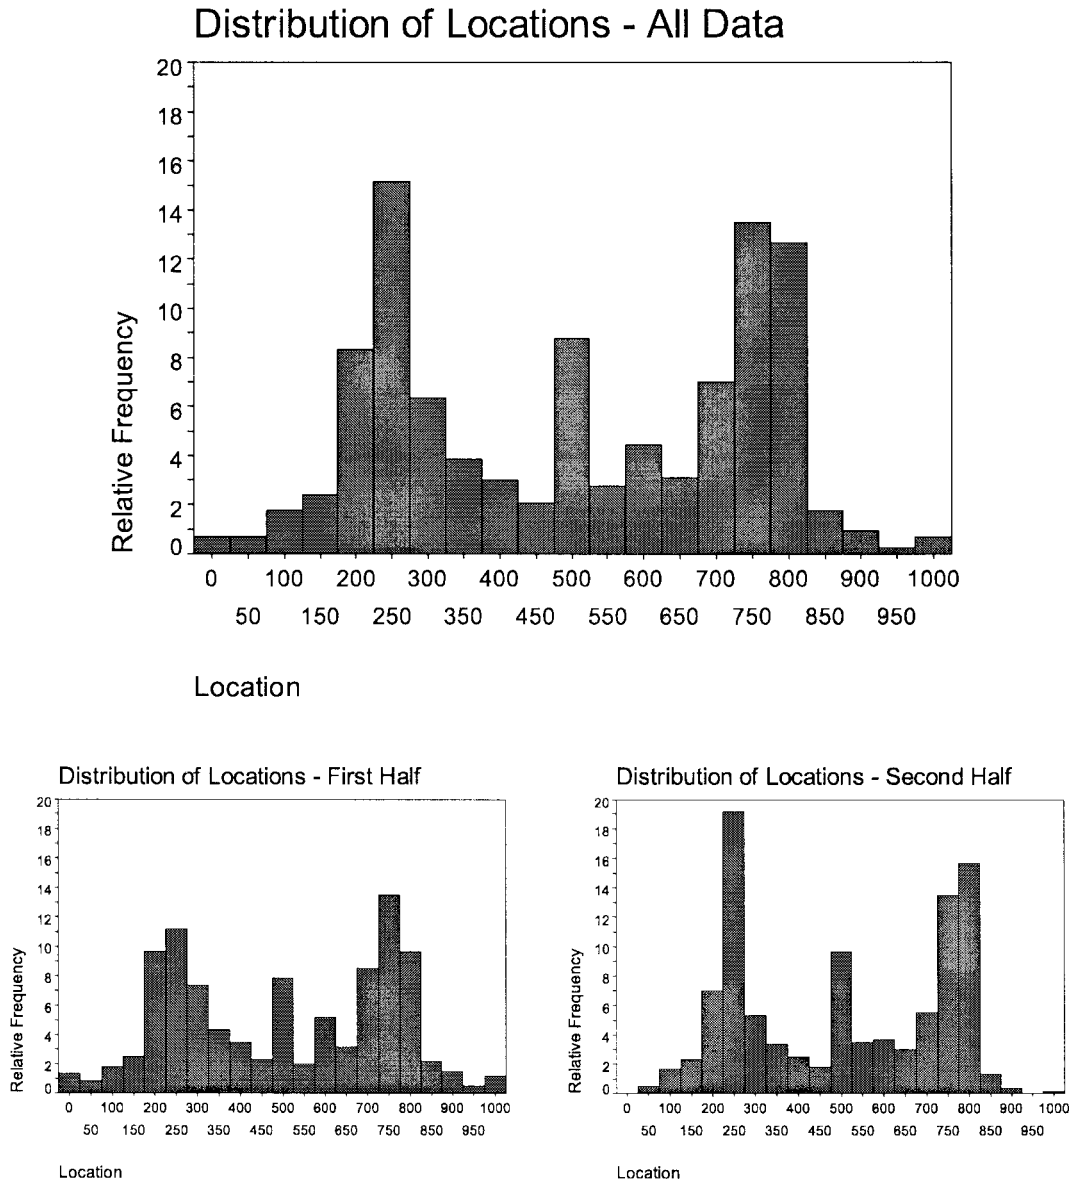 Distribution of Locations - All Data
20
18
16
14
12
10
8
6
4
2
0
Relative Frequency
0 100 200 300 400 500 600 700 800 900 1000
50 150 250 350 450 550 650 750 850 950
Location
Distribution of Locations - First Half
20
18
16
14
12
10
8
6
4
2
0
Relative Frequency
0 100 200 300 400 500 600 700 800 900 1000
50 150 250 350 450 550 650 750 850 950
Location
Distribution of Locations - Second Half
20
18
16
14
12
10
8
6
4
2
0
Relative Frequency
0 100 200 300 400 500 600 700 800 900 1000
50 150 250 350 450 550 650 750 850 950
Location